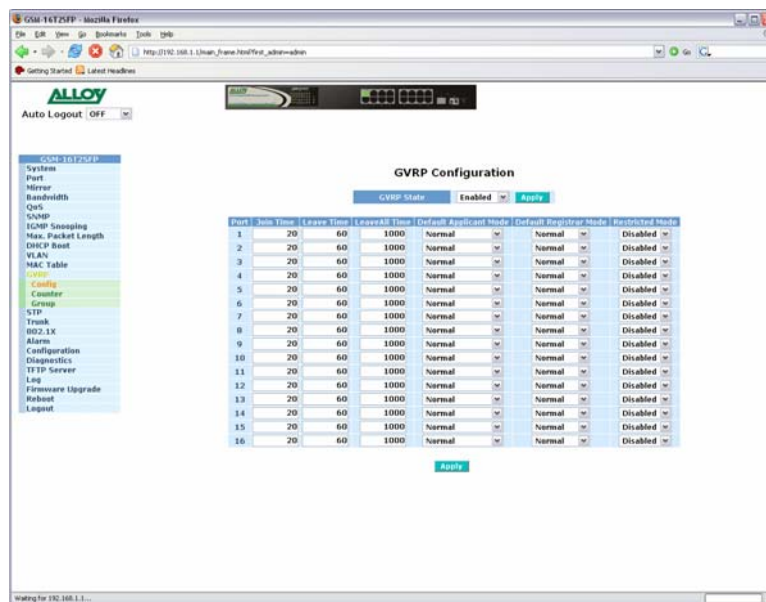 GSM-16T2SFP - Mozilla Firefox
File Edit View Go Bookmarks Tools Help
http://192.168.1.1/main_frame.html?first_admw=admin
Go
Getting Started Latest Headlines
ALLOY
Auto Logout OFF
GSM-16T2SFP
System
Port
Mirror
Bandwidth
QoS
SNMP
IGMP Snooping
Max. Packet Length
DHCP Boot
VLAN
MAC Table
GVRP
Config
Counter
Group
STP
Trunk
802.1X
Alarm
Configuration
Diagnostics
TFTP Server
Log
Firmware Upgrade
Reboot
Logout
GVRP Configuration
GVRP State Enabled Apply
Port Join Time Leave Time LeaveAll Time Default Applicant Mode Default Registrar Mode Restricted Mode
1 20 60 1000 Normal Normal Disabled
2 20 60 1000 Normal Normal Disabled
3 20 60 1000 Normal Normal Disabled
4 20 60 1000 Normal Normal Disabled
5 20 60 1000 Normal Normal Disabled
6 20 60 1000 Normal Normal Disabled
7 20 60 1000 Normal Normal Disabled
8 20 60 1000 Normal Normal Disabled
9 20 60 1000 Normal Normal Disabled
10 20 60 1000 Normal Normal Disabled
11 20 60 1000 Normal Normal Disabled
12 20 60 1000 Normal Normal Disabled
13 20 60 1000 Normal Normal Disabled
14 20 60 1000 Normal Normal Disabled
15 20 60 1000 Normal Normal Disabled
16 20 60 1000 Normal Normal Disabled
Apply
Waiting for 192.168.1.1...